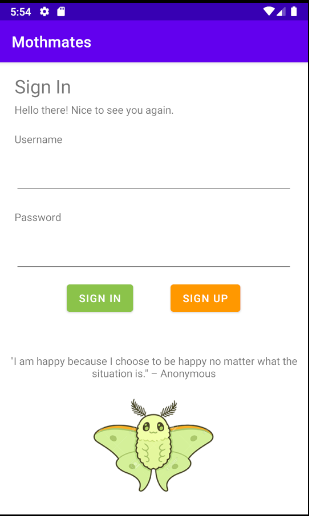 5:54
Mothmates
Sign In
Hello there! Nice to see you again.
Username
Password
SIGN IN
SIGN UP
"I am happy because I choose to be happy no matter what the
situation is." – Anonymous